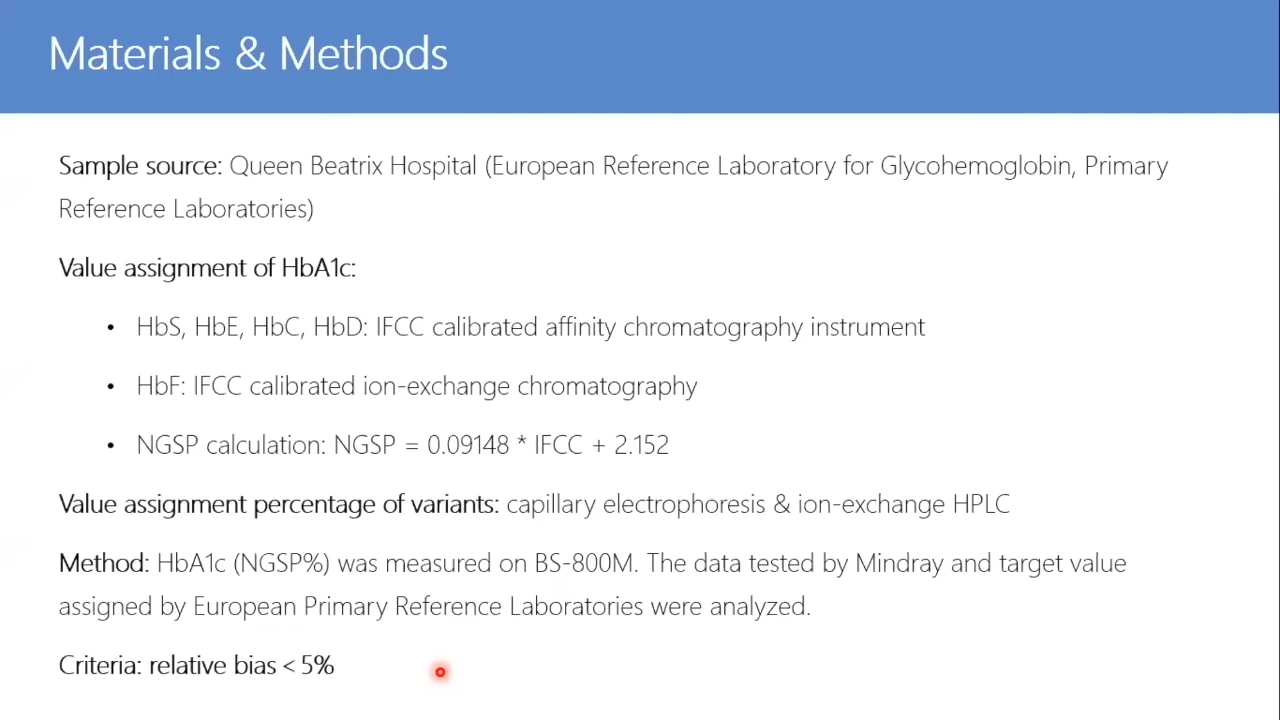 Materials & Methods
Sample source: Queen Beatrix Hospital (European Reference Laboratory for Glycohemoglobin, Primary
Reference Laboratories)
Value assignment of HbA1c:
• HbS, HbE, HbC, HbD: IFCC calibrated affinity chromatography instrument
• HbF: IFCC calibrated ion-exchange chromatography
• NGSP calculation: NGSP = 0.09148 * IFCC + 2.152
Value assignment percentage of variants: capillary electrophoresis & ion-exchange HPLC
Method: HbA1c (NGSP%) was measured on BS-800M. The data tested by Mindray and target value
assigned by European Primary Reference Laboratories were analyzed.
Criteria: relative bias < 5%